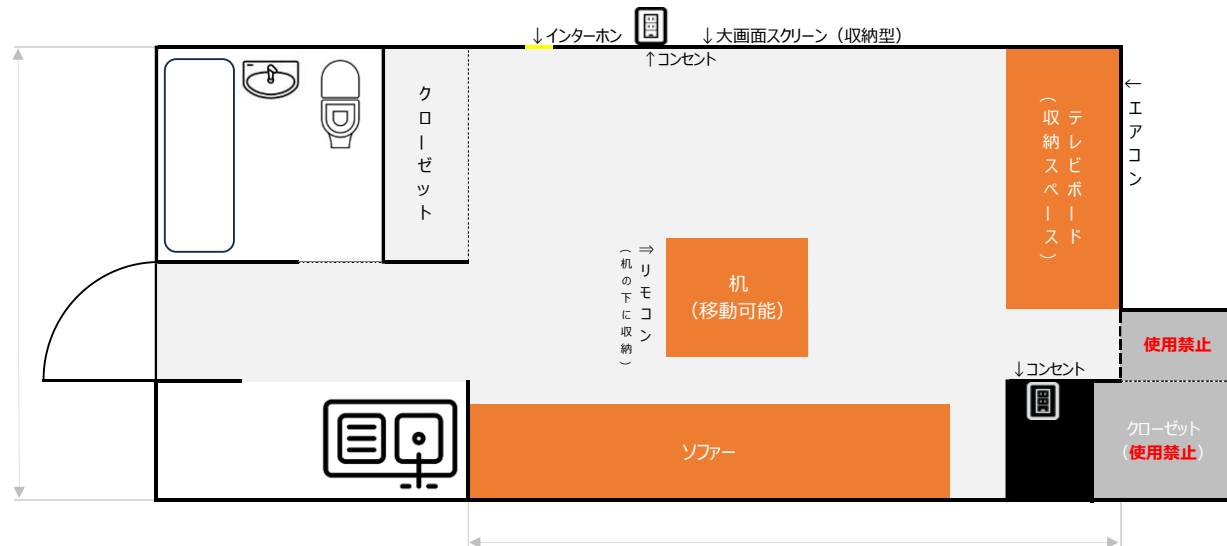 ↓インターホン
↓大画面スクリーン（収納型）
↑コンセント
クローゼット
テレビボード
（収納スペース）
←エアコン
⇒リモコン
（机の下に収納）
机
（移動可能）
使用禁止
↓コンセント
クローゼット
（使用禁止）
ソファー